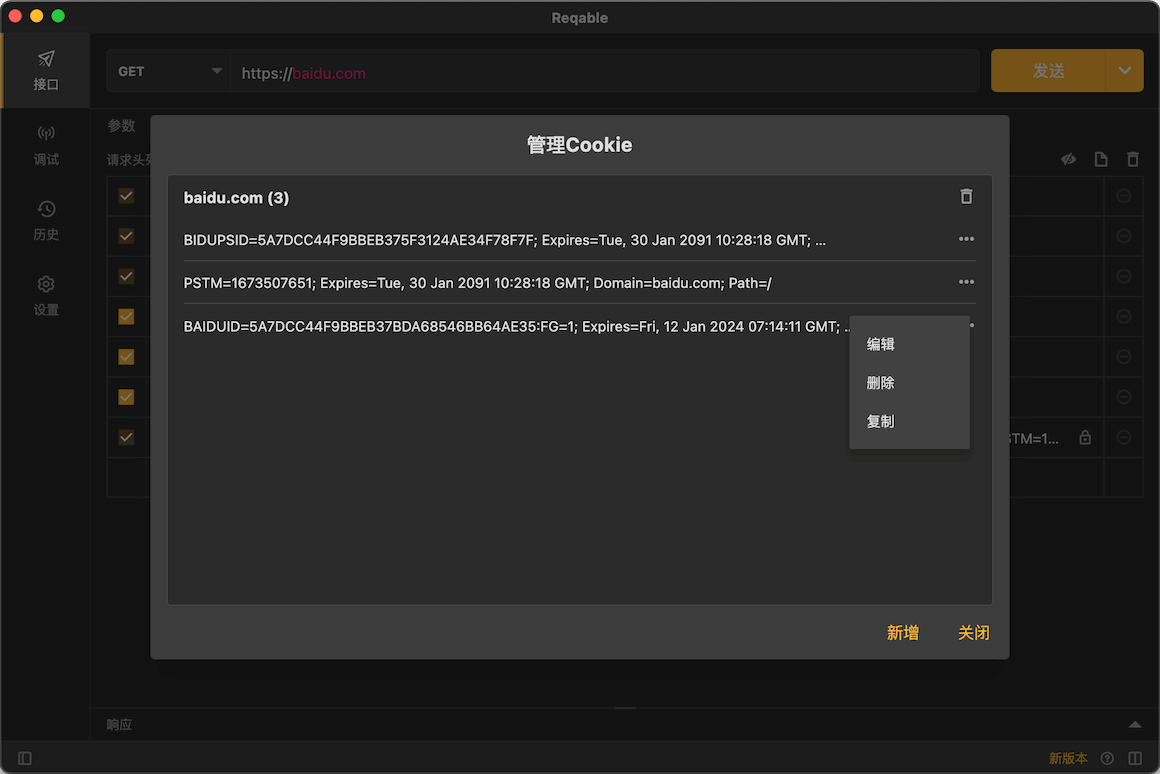 Reqable
接口
GET
https://baidu.com
发送
调试
参数
请求头列
历史
设置
管理Cookie
baidu.com (3)
BIDUPSID=5A7DCC44F9BBEB375F3124AE34F78F7F; Expires=Tue, 30 Jan 2091 10:28:18 GMT; ...
PSTM=1673507651; Expires=Tue, 30 Jan 2091 10:28:18 GMT; Domain=baidu.com; Path=/
BAIDUID=5A7DCC44F9BBEB37BDA68546BB64AE35:FG=1; Expires=Fri, 12 Jan 2024 07:14:11 GMT; ..
编辑
删除
复制
STM=1...
新增
关闭
响应
新版本